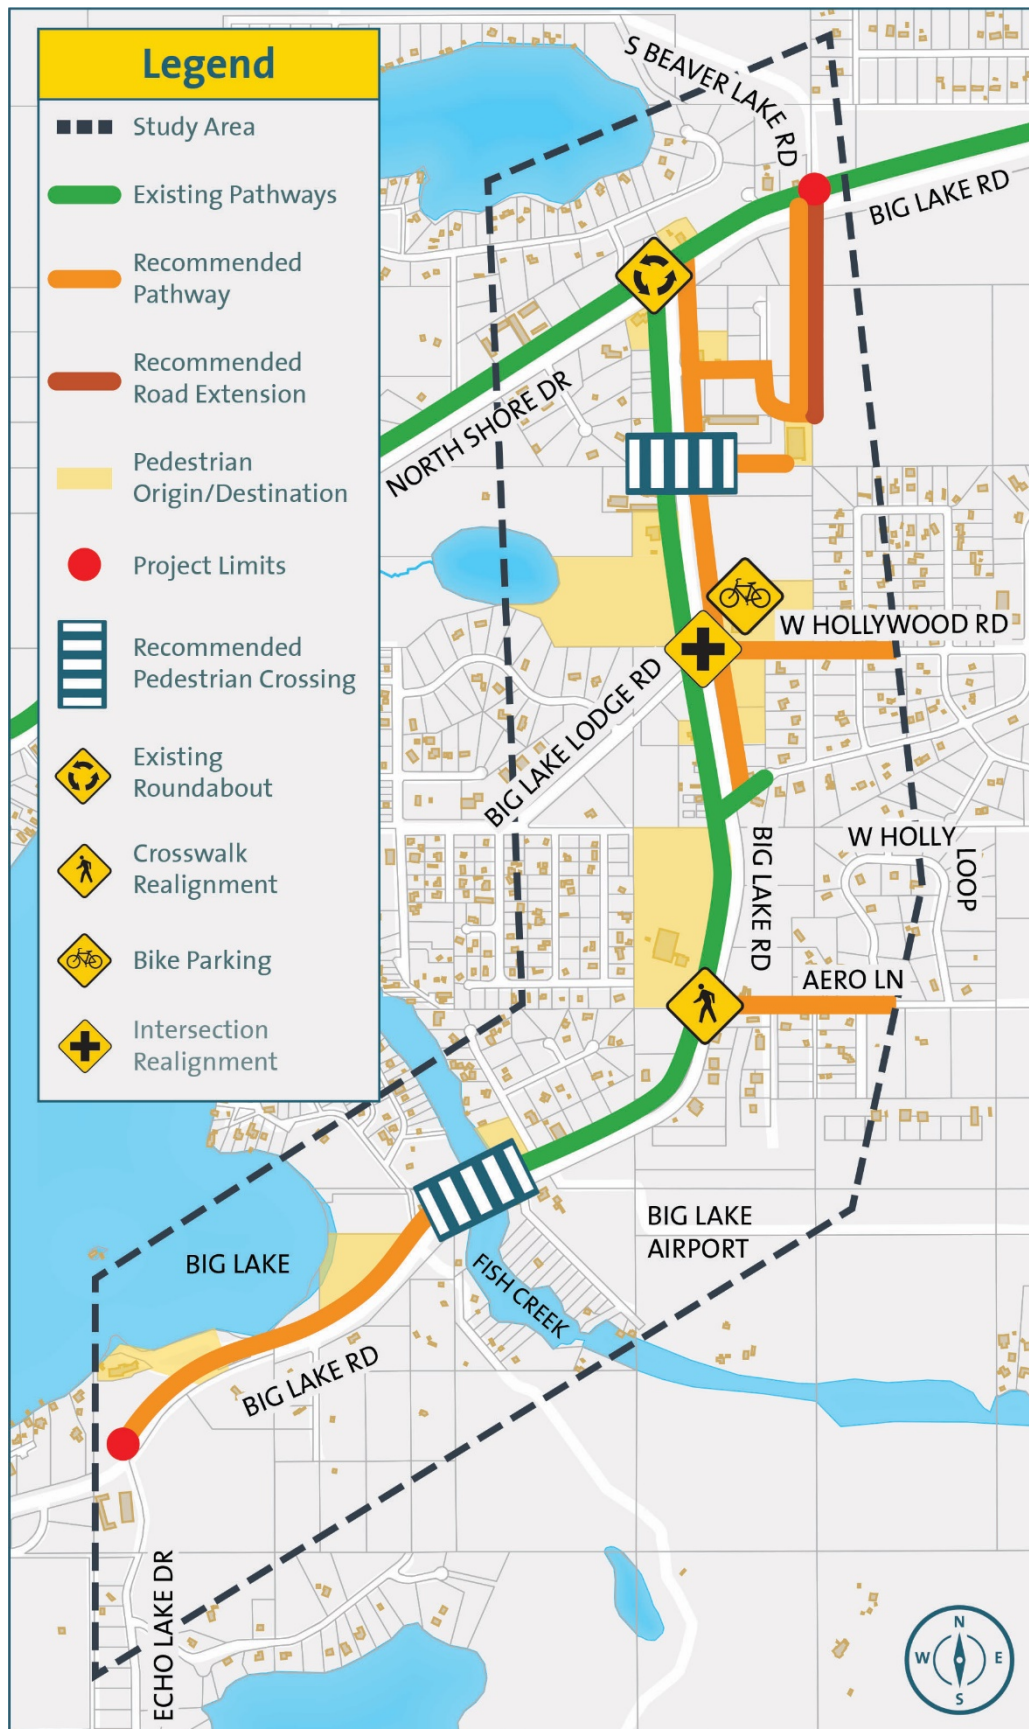 Legend
Study Area
Existing Pathways
Recommended
Pathway
Recommended
Road Extension
Pedestrian
Origin/Destination
Project Limits
Recommended
Pedestrian Crossing
Existing
Roundabout
Crosswalk
Realignment
Bike Parking
Intersection
Realignment
S BEAVER LAKE RD
BIG LAKE RD
NORTH SHORE DR
W HOLLYWOOD RD
BIG LAKE LODGE RD
W HOLLY
LOOP
BIG LAKE RD
AERO LN
BIG LAKE
AIRPORT
BIG LAKE
FISH CREEK
BIG LAKE RD
ECHO LAKE DR
N
W
E
S